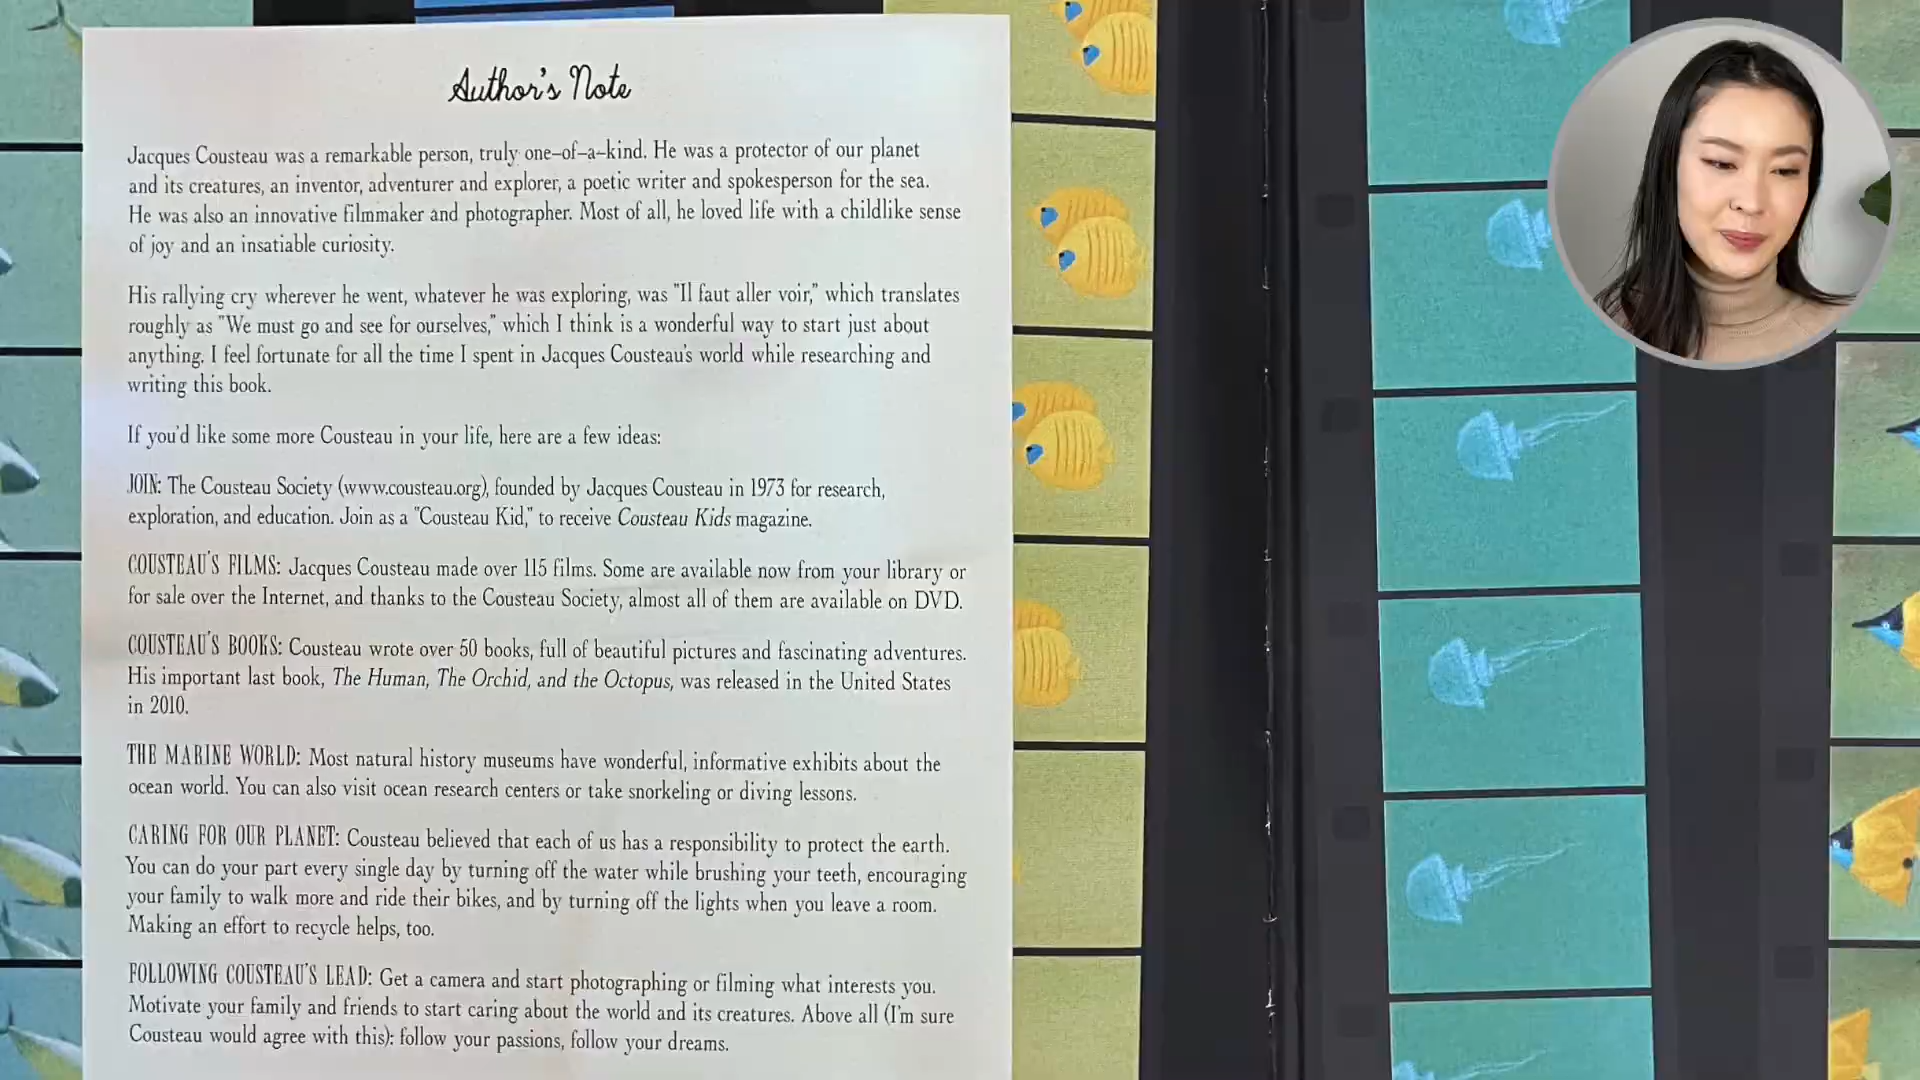 Author's Note
Jacques Cousteau was a remarkable person, truly one-of-a-kind. He was a protector of our planet
and its creatures, an inventor, adventurer and explorer, a poetic writer and spokesperson for the sea.
He was also an innovative filmmaker and photographer. Most of all, he loved life with a childlike sense
of joy and an insatiable curiosity.
His rallying cry wherever he went, whatever he was exploring, was "Il faut aller voir," which translates
roughly as "We must go and see for ourselves," which I think is a wonderful way to start just about
anything. I feel fortunate for all the time I spent in Jacques Cousteau's world while researching and
writing this book.
If you'd like some more Cousteau in your life, here are a few ideas:
JOIN: The Cousteau Society (www.cousteau.org), founded by Jacques Cousteau in 1973 for research,
exploration, and education. Join as a "Cousteau Kid," to receive Cousteau Kids magazine.
COUSTEAU'S FILMS: Jacques Cousteau made over 115 films. Some are available now from your library or
for sale over the Internet, and thanks to the Cousteau Society, almost all of them are available on DVD.
COUSTEAU'S BOOKS: Cousteau wrote over 50 books, full of beautiful pictures and fascinating adventures.
His important last book, The Human, The Orchid, and the Octopus, was released in the United States
in 2010.
THE MARINE WORLD: Most natural history museums have wonderful, informative exhibits about the
ocean world. You can also visit ocean research centers or take snorkeling or diving lessons.
CARING FOR OUR PLANET: Cousteau believed that each of us has a responsibility to protect the earth.
You can do your part every single day by turning off the water while brushing your teeth, encouraging
your family to walk more and ride their bikes, and by turning off the lights when you leave a room.
Making an effort to recycle helps, too.
FOLLOWING COUSTEAU'S LEAD: Get a camera and start photographing or filming what interests you.
Motivate your family and friends to start caring about the world and its creatures. Above all (I'm sure
Cousteau would agree with this): follow your passions, follow your dreams.